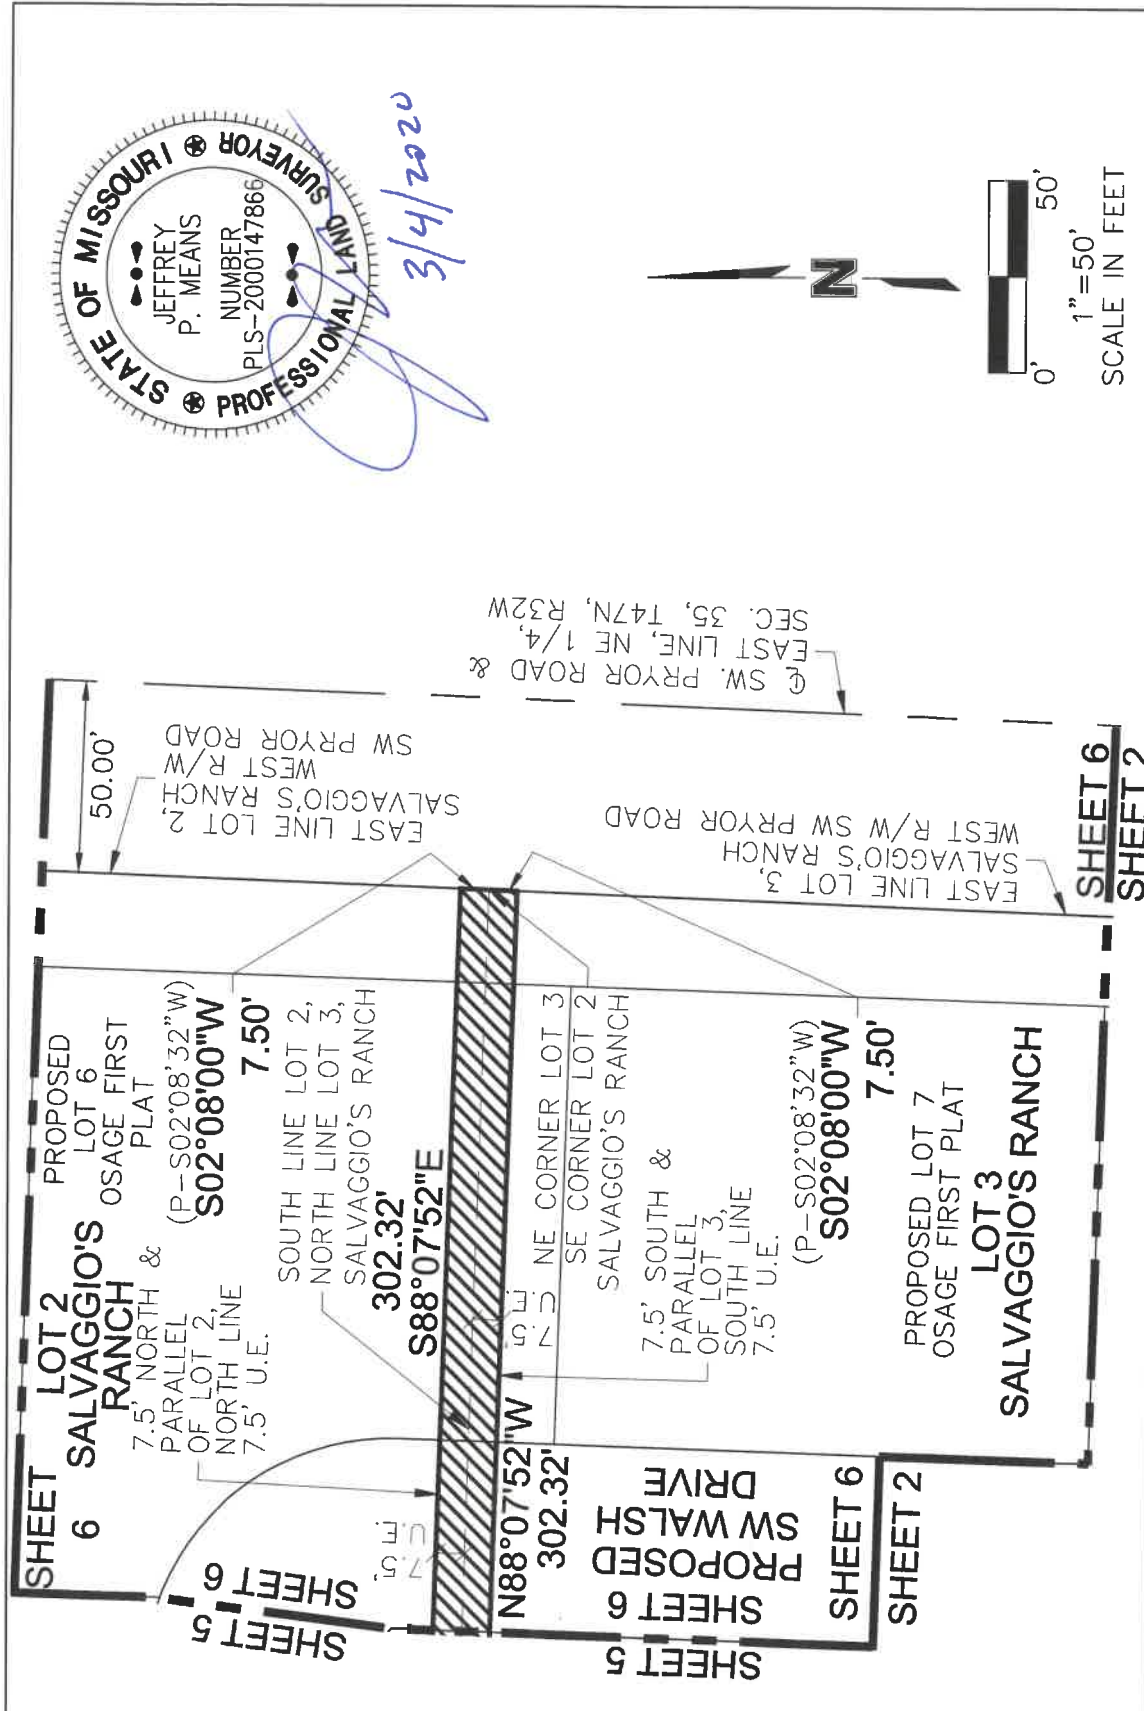 SHEET
6
LOT 2
SALVAGGIO'S
RANCH
7.5' NORTH &
PARALLEL
OF LOT 2,
NORTH LINE
7.5' U.E.
PROPOSED
LOT 6
OSAGE FIRST
PLAT
(P-S02°08'32"W)
S02°08'00"W
7.50'
50.00'
EAST LINE LOT 2,
SALVAGGIO'S RANCH
WEST R/W
SW PRYOR ROAD
STATE OF MISSOURI
JEFFREY
P. MEANS
NUMBER
PLS-2000147866
PROFESSIONAL LAND SURVEYOR
3/4/2020
SOUTH LINE LOT 2,
NORTH LINE LOT 3,
SALVAGGIO'S RANCH
302.32'
S88°07'52"E
SHEET 5
SHEET 6
7.5'
U.E.
7.5'
U.E.
N88°07'52"W
302.32'
NE CORNER LOT 3
SE CORNER LOT 2
SALVAGGIO'S RANCH
7.5' SOUTH &
PARALLEL
OF LOT 3,
SOUTH LINE
7.5' U.E.
EAST LINE LOT 3,
SALVAGGIO'S RANCH
WEST R/W SW PRYOR ROAD
℄ SW. PRYOR ROAD &
EAST LINE, NE 1/4,
SEC. 35, T47N, R32W
N
PROPOSED
SW WALSH
DRIVE
SHEET 5
SHEET 6
(P-S02°08'32"W)
S02°08'00"W
7.50'
PROPOSED LOT 7
OSAGE FIRST PLAT
LOT 3
SALVAGGIO'S RANCH
SHEET 6
SHEET 2
SHEET 6
SHEET 2
0' 50'
1"=50'
SCALE IN FEET